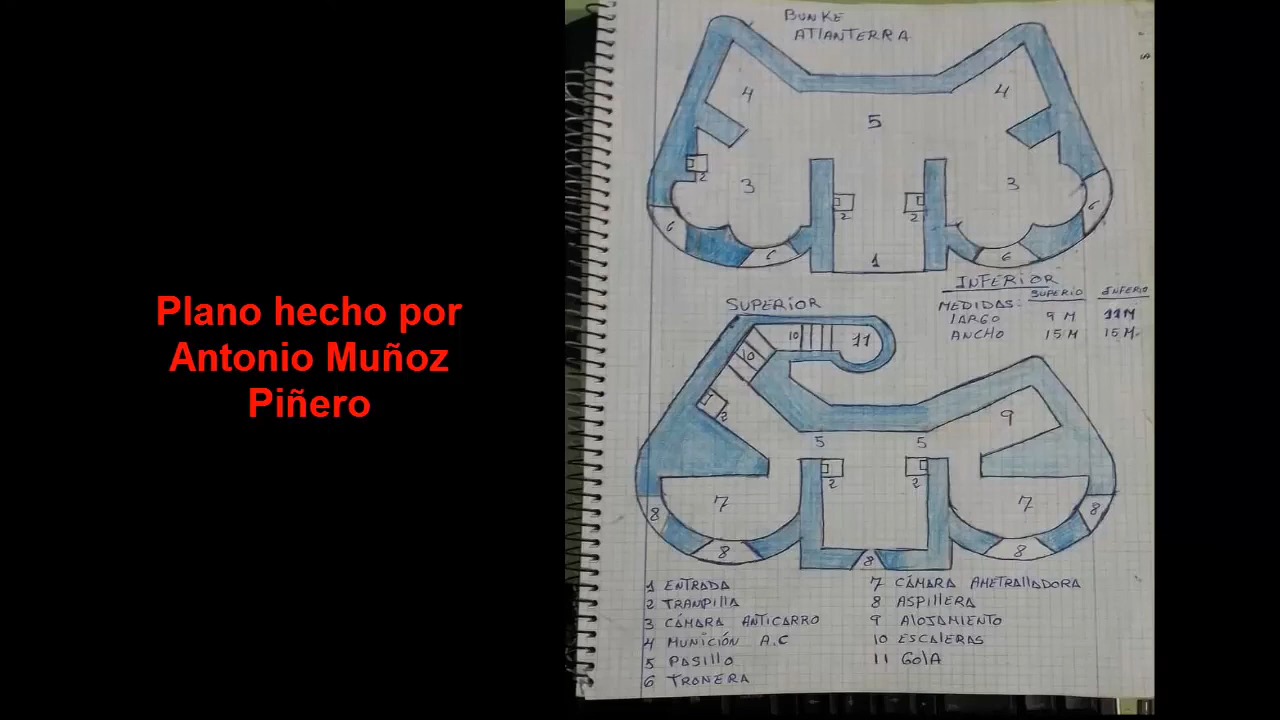 Plano hecho por
Antonio Muñoz
Piñero
BUNKE
ATLANTERRA
4
4
5
2
3
3
2
2
6
6
6
6
1
INFERIOR
SUPERIO INFERIO
MEDIDAS:
LARGO 9 M 11M
ANCHO 15 M 15 M.
SUPERIOR
10
11
10
2
9
5
5
2
2
7
7
8
8
8
8
8
1 ENTRADA
2 TRAMPILLA
3 CÁMARA ANTICARRO
4 MUNICIÓN A.C
5 PASILLO
6 TRONERA
7 CÁMARA AMETRALLADORA
8 ASPILLERA
9 ALOJAMIENTO
10 ESCALERAS
11 GOLA